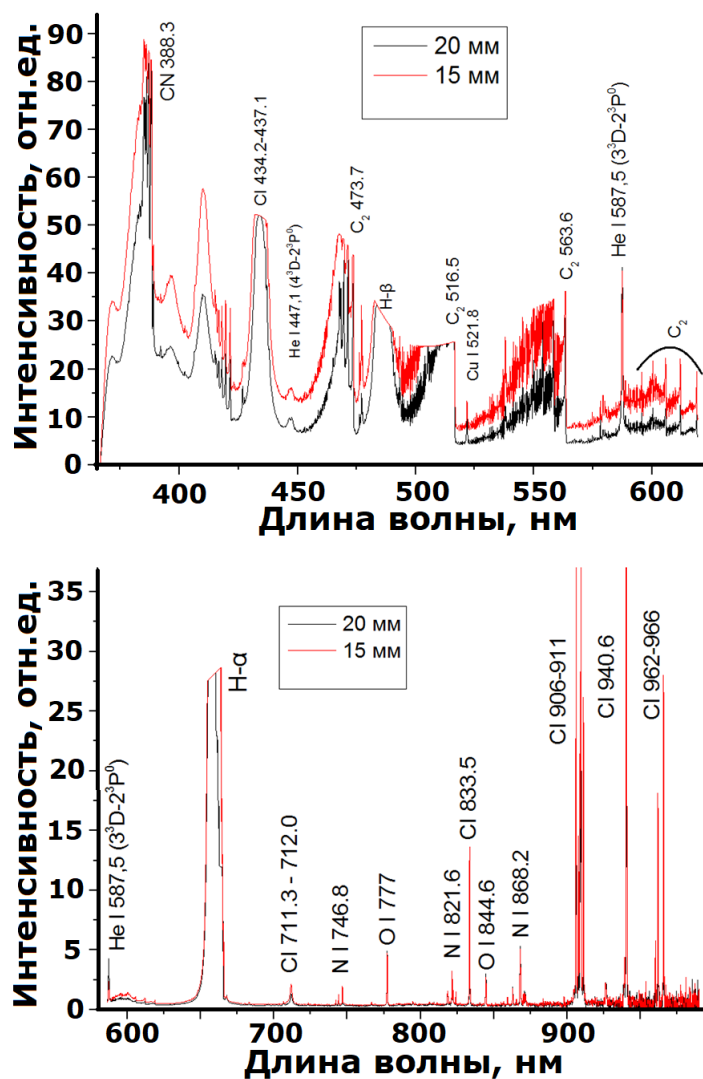 Интенсивность, отн.ед.
90
80
70
60
50
40
30
20
10
0
CN 388.3
CI 434.2-437.1
He I 447,1 (4³D-2³P⁰)
C₂ 473.7
H-β
C₂ 516.5
Cu I 521.8
C₂ 563.6
He I 587,5 (3³D-2³P⁰)
C₂
20 мм
15 мм
400 450 500 550 600
Длина волны, нм
Интенсивность, отн.ед.
35
30
25
20
15
10
5
0
He I 587,5 (3³D-2³P⁰)
H-α
CI 711.3 - 712.0
N I 746.8
O I 777
N I 821.6
CI 833.5
O I 844.6
N I 868.2
CI 906-911
CI 940.6
CI 962-966
20 мм
15 мм
600 700 750 800 850 900
Длина волны, нм